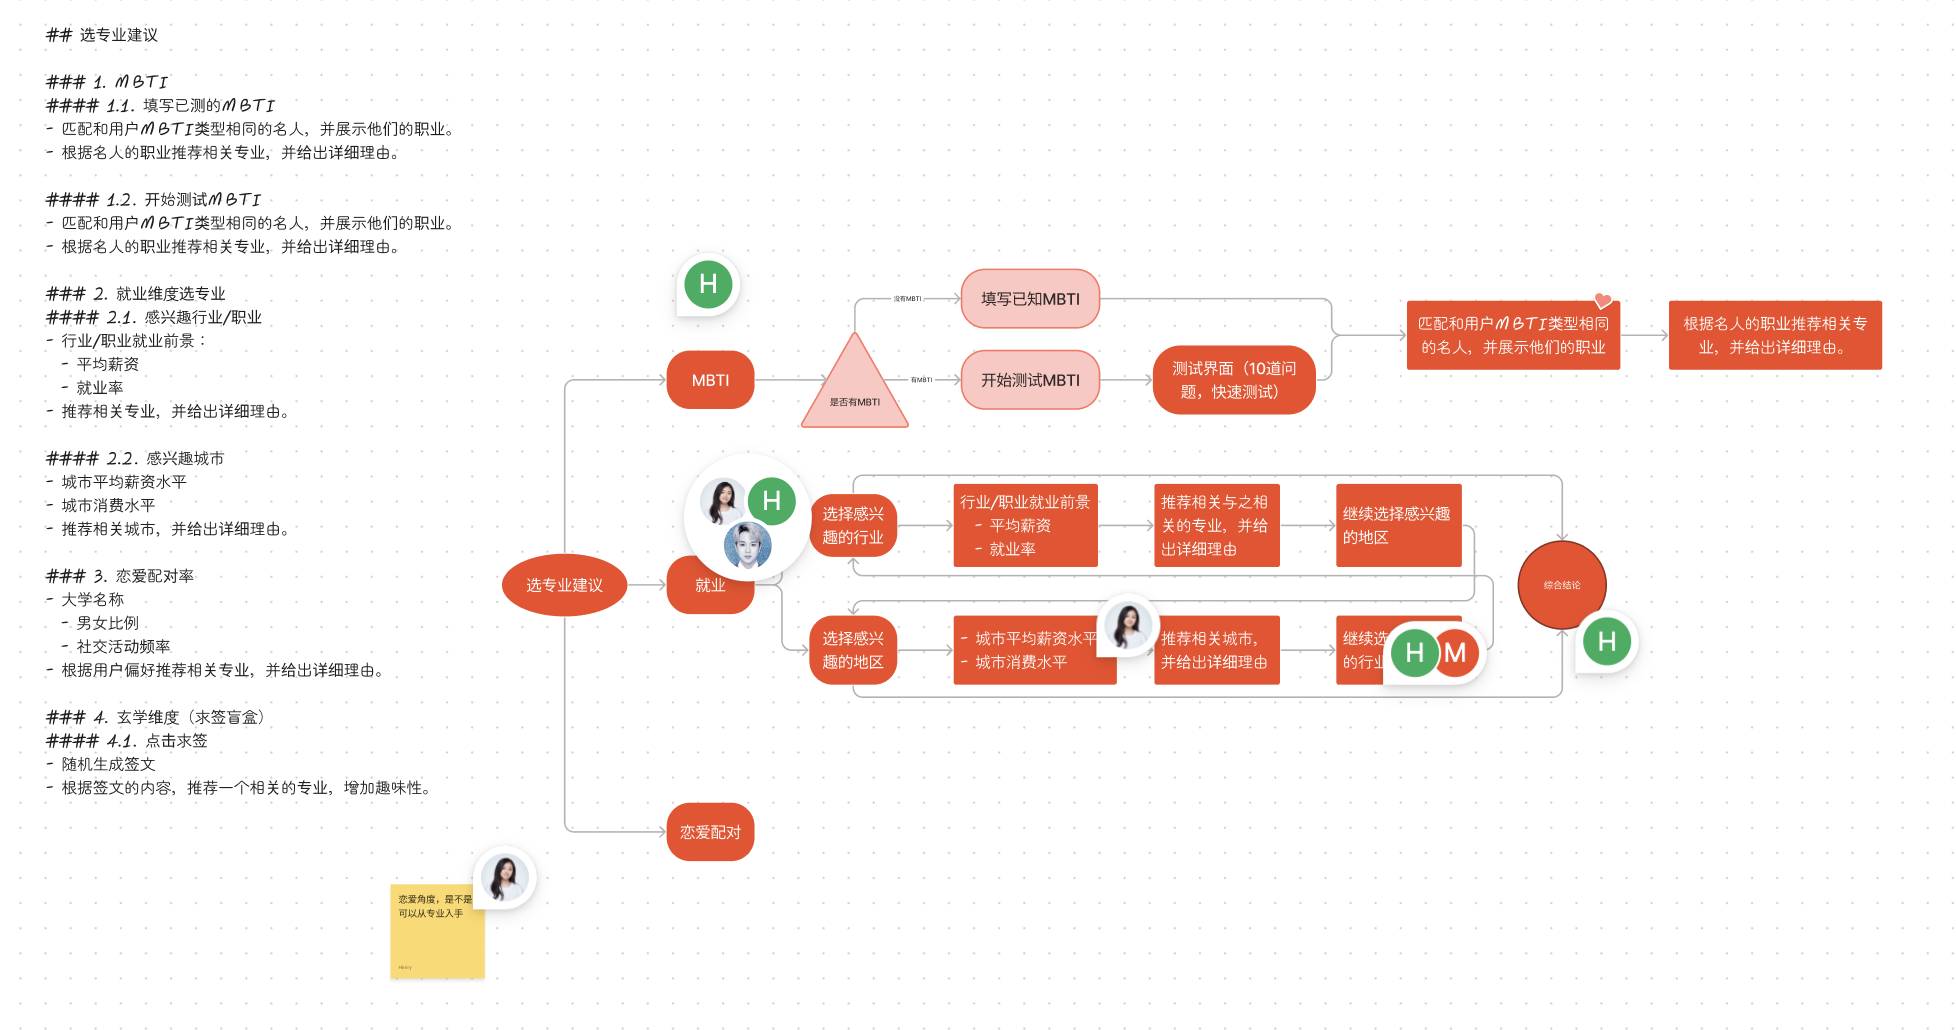 ## 选专业建议
### 1. MBTI
#### 1.1. 填写已测的MBTI
- 匹配和用户MBTI类型相同的名人，并展示他们的职业。
- 根据名人的职业推荐相关专业，并给出详细理由。
#### 1.2. 开始测试MBTI
- 匹配和用户MBTI类型相同的名人，并展示他们的职业。
- 根据名人的职业推荐相关专业，并给出详细理由。
### 2. 就业维度选专业
#### 2.1. 感兴趣行业/职业
- 行业/职业就业前景：
- 平均薪资
- 就业率
- 推荐相关专业，并给出详细理由。
#### 2.2. 感兴趣城市
- 城市平均薪资水平
- 城市消费水平
- 推荐相关城市，并给出详细理由。
### 3. 恋爱配对率
- 大学名称
- 男女比例
- 社交活动频率
- 根据用户偏好推荐相关专业，并给出详细理由。
### 4. 玄学维度（求签盲盒）
#### 4.1. 点击求签
- 随机生成签文
- 根据签文的内容，推荐一个相关的专业，增加趣味性。
选专业建议
H
MBTI
是否有MBTI
没有MBTI
填写已知MBTI
有MBTI
开始测试MBTI
测试界面（10道问
题，快速测试）
匹配和用户MBTI类型相同
的名人，并展示他们的职业
根据名人的职业推荐相关专
业，并给出详细理由。
H
就业
选择感兴
趣的行业
行业/职业就业前景
- 平均薪资
- 就业率
推荐相关与之相
关的专业，并给
出详细理由
继续选择感兴趣
的地区
选择感兴
趣的地区
- 城市平均薪资水平
- 城市消费水平
推荐相关城市，
并给出详细理由
继续选
的行业
H
M
综合结论
H
恋爱配对
恋爱角度，是不是
可以从专业入手
Henry